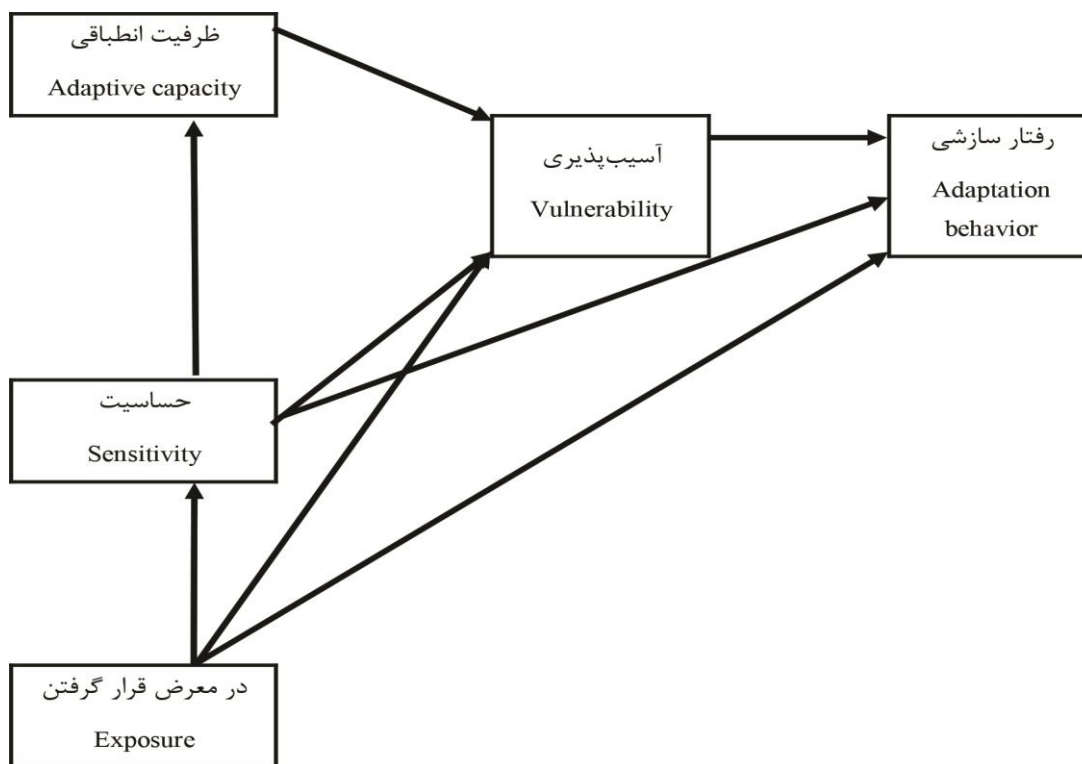 ظرفیت انطباقی
Adaptive capacity
آسیب‌پذیری
Vulnerability
رفتار سازشی
Adaptation
behavior
حساسیت
Sensitivity
در معرض قرار گرفتن
Exposure